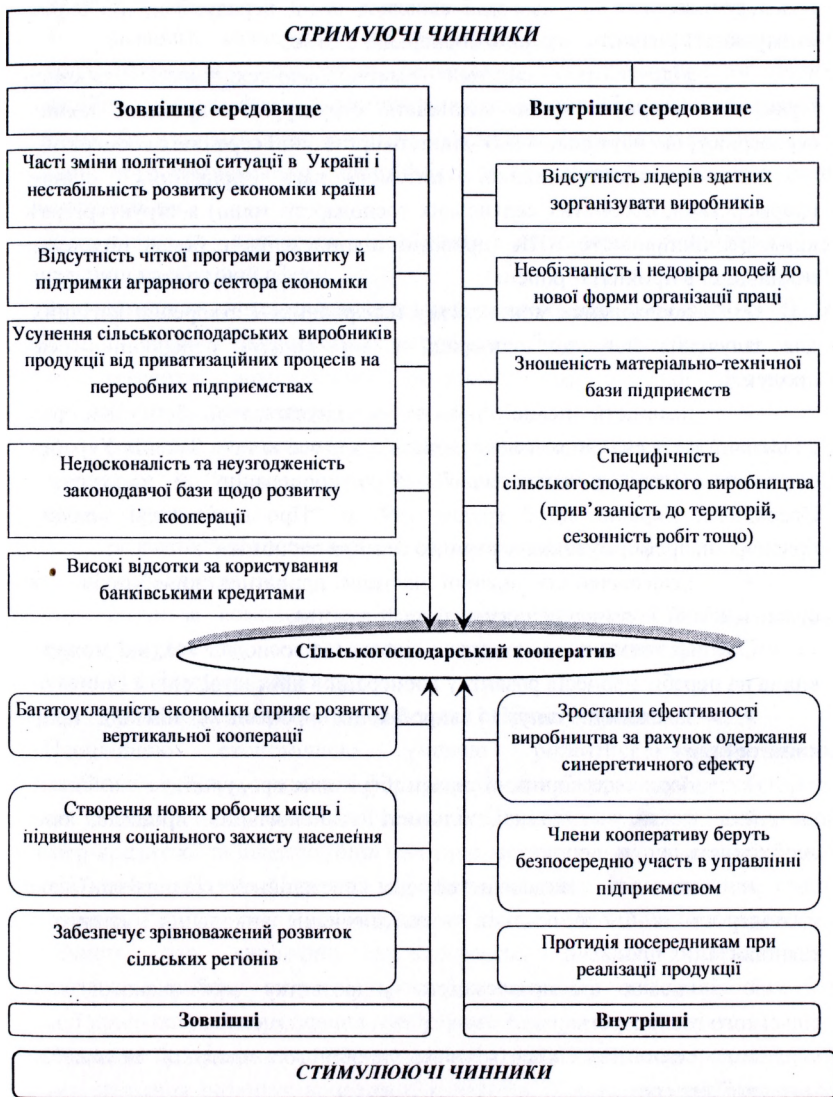 СТРИМУЮЧІ ЧИННИКИ
Зовнішнє середовище
Часті зміни політичної ситуації в Україні і
нестабільність розвитку економіки країни
Відсутність чіткої програми розвитку й
підтримки аграрного сектора економіки
Усунення сільськогосподарських виробників
продукції від приватизаційних процесів на
переробних підприємствах
Недосконалість та неузгодженість
законодавчої бази щодо розвитку
кооперації
Високі відсотки за користування
банківськими кредитами
Внутрішнє середовище
Відсутність лідерів здатних
зорганізувати виробників
Необізнаність і недовіра людей до
нової форми організації праці
Зношеність матеріально-технічної
бази підприємств
Специфічність
сільськогосподарського виробництва
(прив’язаність до територій,
сезонність робіт тощо)
Сільськогосподарський кооператив
Багатоукладність економіки сприяє розвитку
вертикальної кооперації
Створення нових робочих місць і
підвищення соціального захисту населення
Забезпечує зрівноважений розвиток
сільських регіонів
Зовнішні
Зростання ефективності
виробництва за рахунок одержання
синергетичного ефекту
Члени кооперативу беруть
безпосередню участь в управлінні
підприємством
Протидія посередникам при
реалізації продукції
Внутрішні
СТИМУЛЮЮЧІ ЧИННИКИ